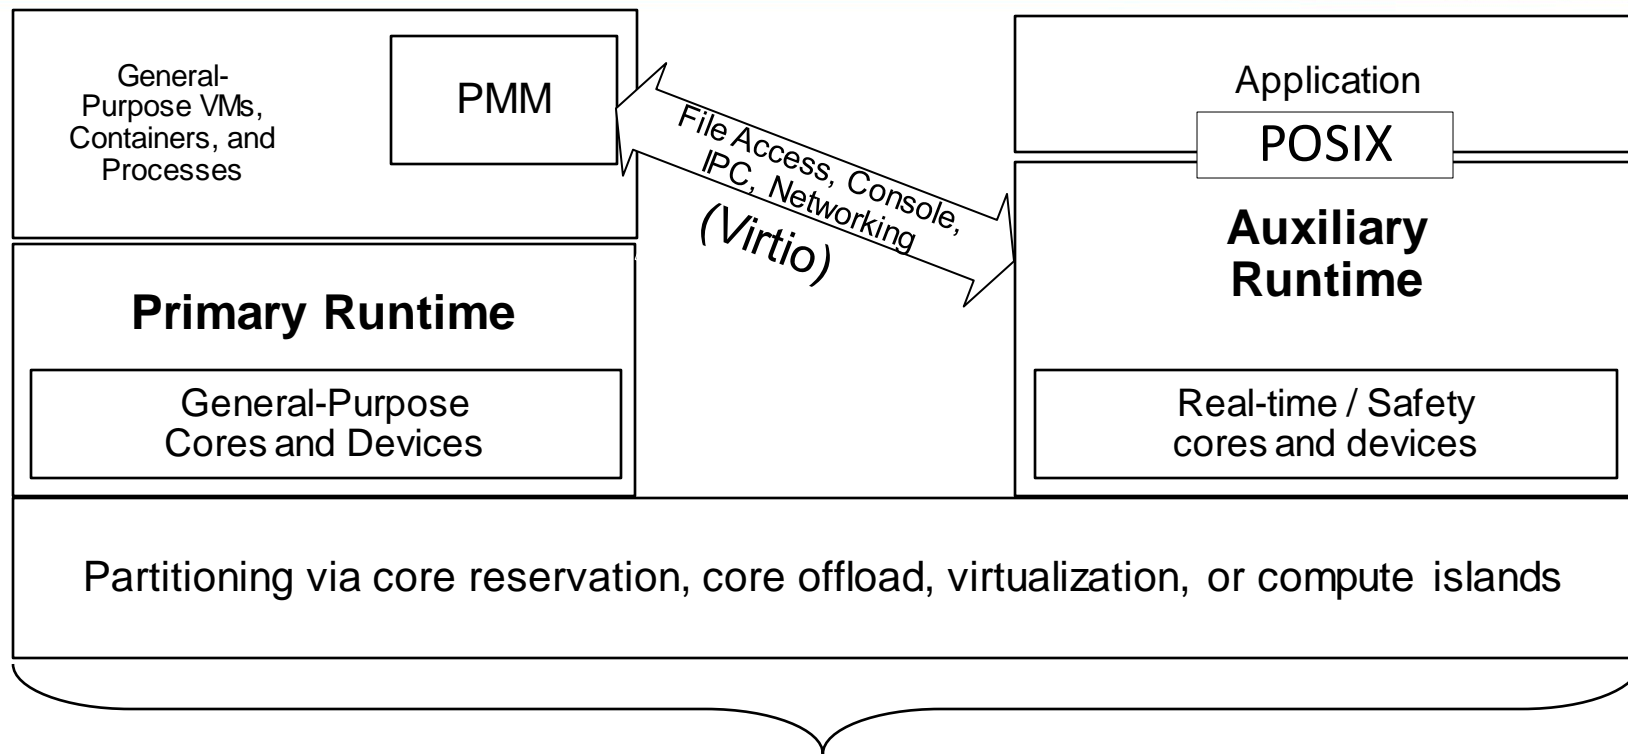 General-
Purpose VMs,
Containers, and
Processes
PMM
File Access, Console,
IPC, Networking
(Virtio)
Application
POSIX
Auxiliary
Runtime
Primary Runtime
General-Purpose
Cores and Devices
Real-time / Safety
cores and devices
Partitioning via core reservation, core offload, virtualization, or compute islands